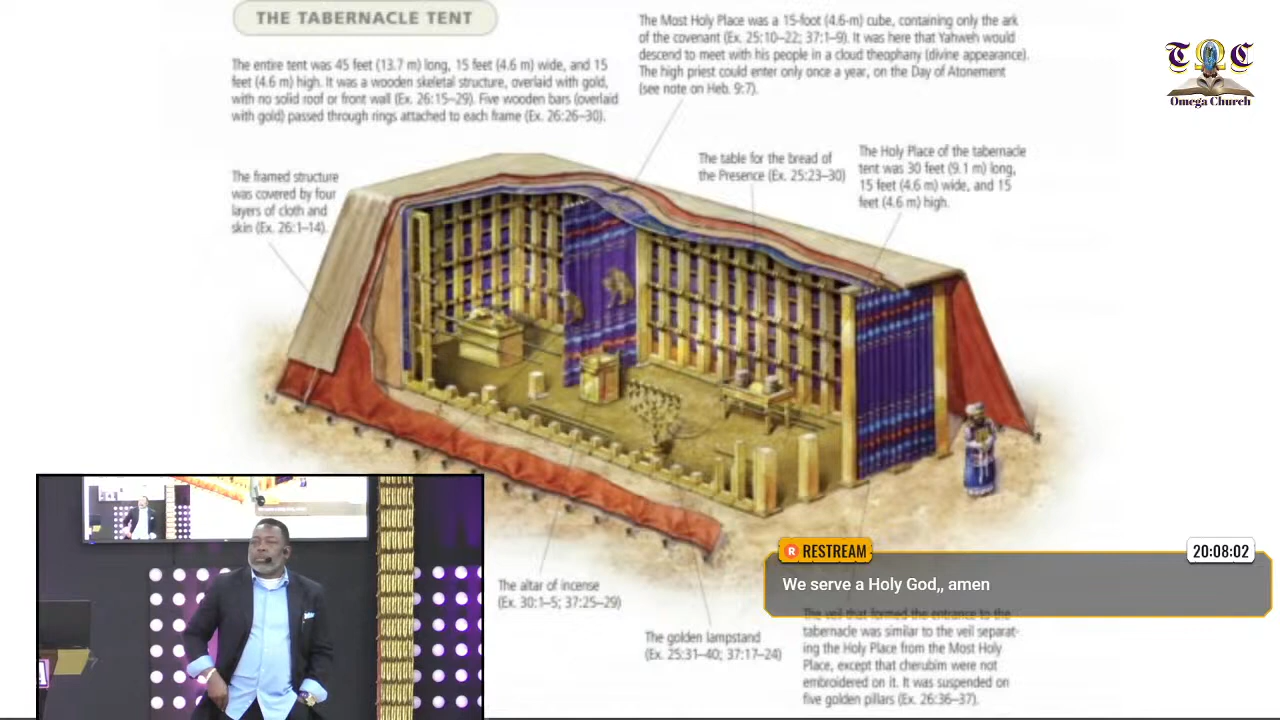 THE TABERNACLE TENT
The entire tent was 45 feet (13.7 m) long, 15 feet (4.6 m) wide, and 15
feet (4.6 m) high. It was a wooden skeletal structure, overlaid with gold,
with no solid roof or front wall (Ex. 26:15–29). Five wooden bars (overlaid
with gold) passed through rings attached to each frame (Ex. 26:26–30).
The Most Holy Place was a 15-foot (4.6-m) cube, containing only the ark
of the covenant (Ex. 25:10–22; 37:1–9). It was here that Yahweh would
descend to meet with his people in a cloud theophany (divine appearance).
The high priest could enter only once a year, on the Day of Atonement
(see note on Heb. 9:7).
TOC
Omega Church
The framed structure
was covered by four
layers of cloth and
skin (Ex. 26:1–14).
The table for the bread of
the Presence (Ex. 25:23–30)
The Holy Place of the tabernacle
tent was 30 feet (9.1 m) long,
15 feet (4.6 m) wide, and 15
feet (4.6 m) high.
The altar of incense
(Ex. 30:1–5; 37:25–29)
The golden lampstand
(Ex. 25:31–40; 37:17–24)
R RESTREAM
20:08:02
We serve a Holy God,, amen
The veil that formed the entrance to the
tabernacle was similar to the veil separat-
ing the Holy Place from the Most Holy
Place, except that cherubim were not
embroidered on it. It was suspended on
five golden pillars (Ex. 26:36–37).